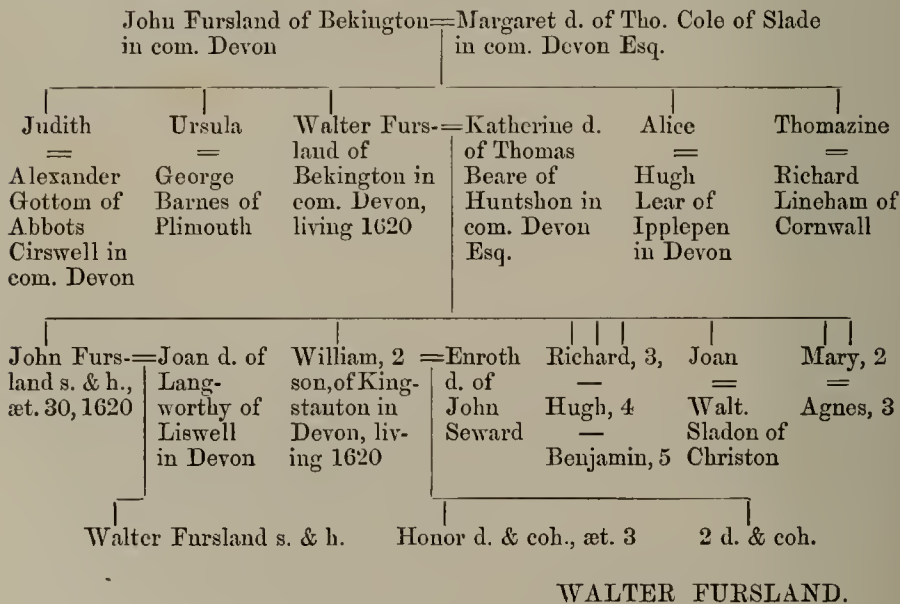 John Fursland of Bekington=Margaret d. of Tho. Cole of Slade
in com. Devon
in com. Devon Esq.
Judith
=
Alexander
Gottom of
Abbots
Cirswell in
com. Devon
Ursula
=
George
Barnes of
Plimouth
Walter Furs-=Katherine d.
land of
Bekington in
com. Devon,
living 1620
of Thomas
Beare of
Huntshon in
com. Devon
Esq.
Alice
=
Hugh
Lear of
Ipplepen
in Devon
Thomazine
=
Richard
Lineham of
Cornwall
John Furs-=Joan d. of
land s. & h.,
æt. 30, 1620
Lang-
worthy of
Liswell
in Devon
William, 2 =Enroth
son, of King-
stanton in
Devon, liv-
ing 1620
d. of
John
Seward
Richard, 3,
—
Hugh, 4
—
Benjamin, 5
Joan
=
Walt.
Sladon of
Christon
Mary, 2
=
Agnes, 3
Walter Fursland s. & h.
Honor d. & coh., æt. 3
2 d. & coh.
WALTER FURSLAND.